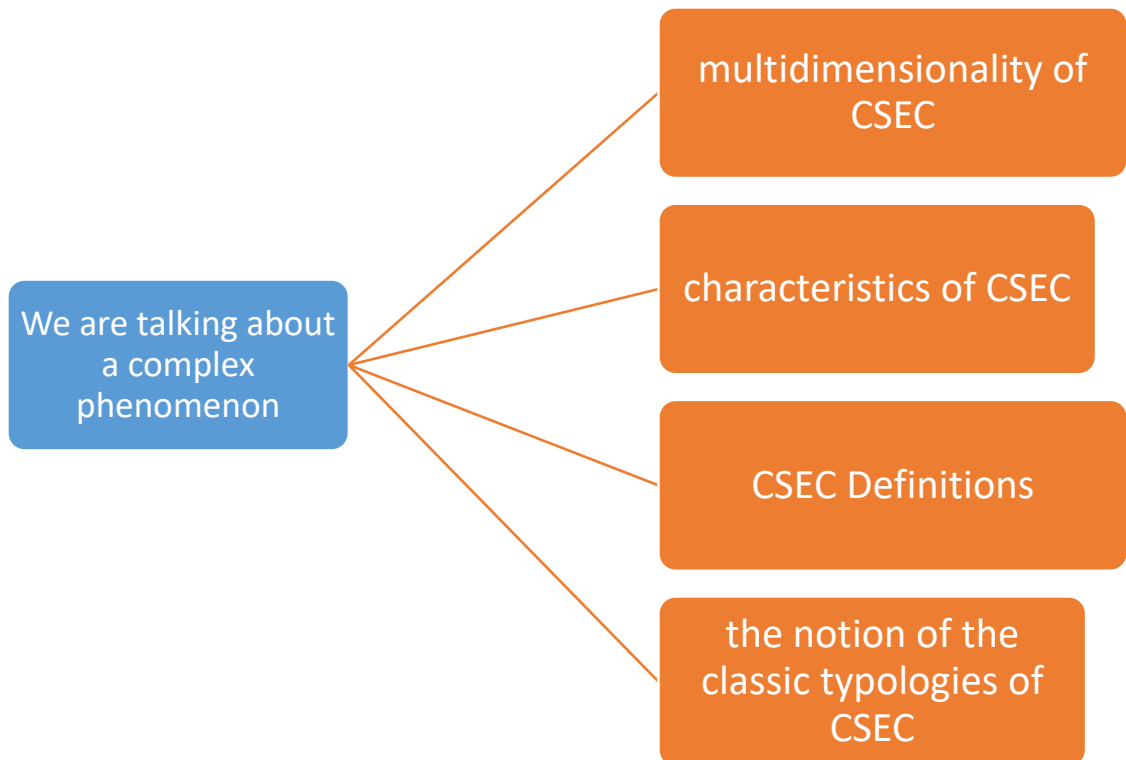 multidimensionality of
CSEC
characteristics of CSEC
We are talking about
a complex
phenomenon
CSEC Definitions
the notion of the
classic typologies of
CSEC